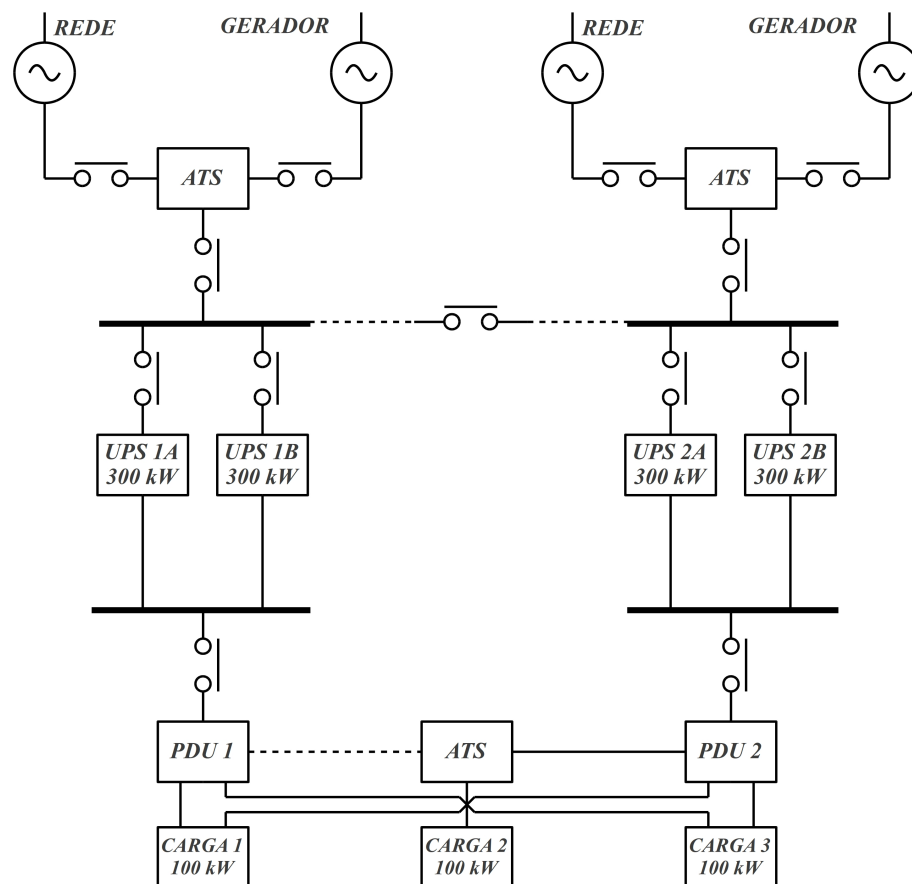 REDE
GERADOR
REDE
GERADOR
ATS
ATS
UPS 1A
300 kW
UPS 1B
300 kW
UPS 2A
300 kW
UPS 2B
300 kW
PDU 1
ATS
PDU 2
CARGA 1
100 kW
CARGA 2
100 kW
CARGA 3
100 kW